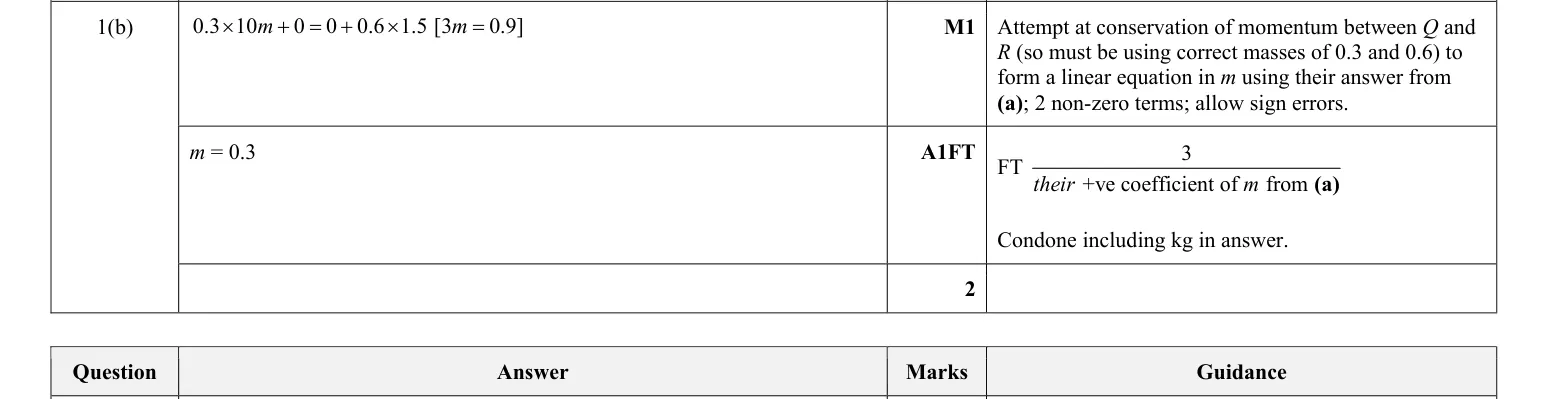 1(b)
0.3×10m + 0 = 0 + 0.6×1.5 [3m = 0.9]
M1
Attempt at conservation of momentum between Q and
R (so must be using correct masses of 0.3 and 0.6) to
form a linear equation in m using their answer from
(a); 2 non-zero terms; allow sign errors.
m = 0.3
A1FT
FT 3
their +ve coefficient of m from (a)
Condone including kg in answer.
2
Question Answer Marks Guidance